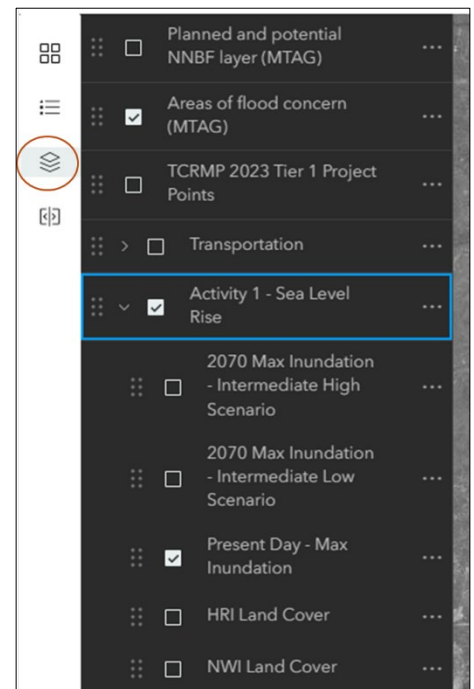 Planned and potential
NNBF layer (MTAG)
Areas of flood concern
(MTAG)
TCRMP 2023 Tier 1 Project
Points
Transportation
Activity 1 - Sea Level
Rise
2070 Max Inundation
- Intermediate High
Scenario
2070 Max Inundation
- Intermediate Low
Scenario
Present Day - Max
Inundation
HRI Land Cover
NWI Land Cover